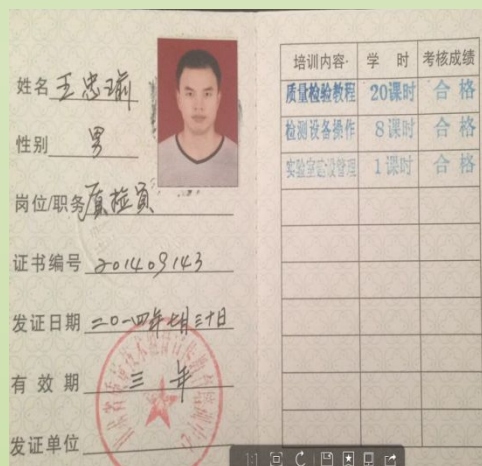 姓名 王忠瑜
性别 男
岗位/职务 质检员
证书编号 201409143
发证日期 二〇一四年七月三十日
有效期 三年
发证单位
培训内容 学时 考核成绩
质量检验教程 20课时 合格
检测设备操作 8课时 合格
实验室建设管理 1课时 合格
1:1